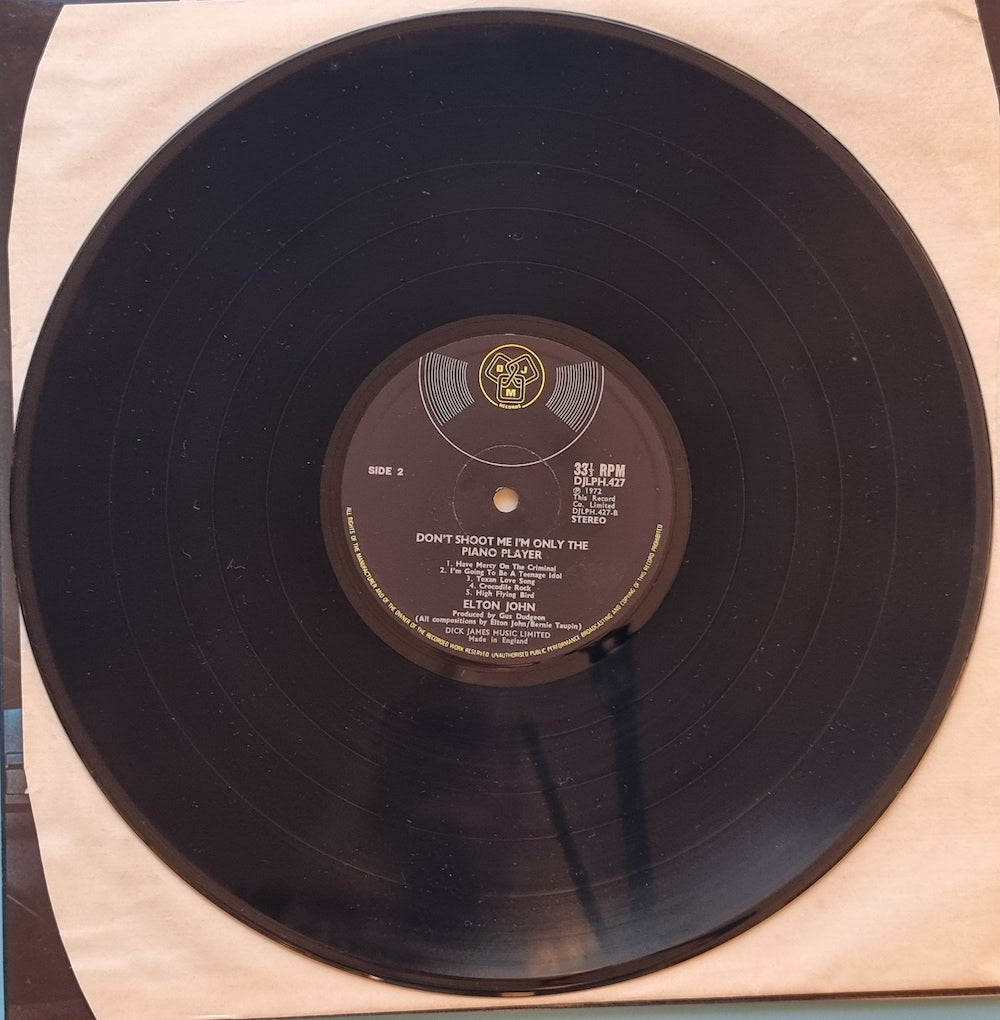 D J
M
RECORDS
SIDE 2
33⅓ RPM
DJLPH.427
℗ 1972
This Record
Co. Limited
DJLPH.427-B
STEREO
DON'T SHOOT ME I'M ONLY THE
PIANO PLAYER
1. Have Mercy On The Criminal
2. I'm Going To Be A Teenage Idol
3. Texan Love Song
4. Crocodile Rock
5. High Flying Bird
ELTON JOHN
Produced by Gus Dudgeon
(All compositions by Elton John/Bernie Taupin)
DICK JAMES MUSIC LIMITED
Made in England
ALL RIGHTS OF THE MANUFACTURER AND OF THE OWNER OF THE RECORDED WORK RESERVED UNAUTHORISED PUBLIC PERFORMANCE BROADCASTING AND COPYING OF THIS RECORD PROHIBITED